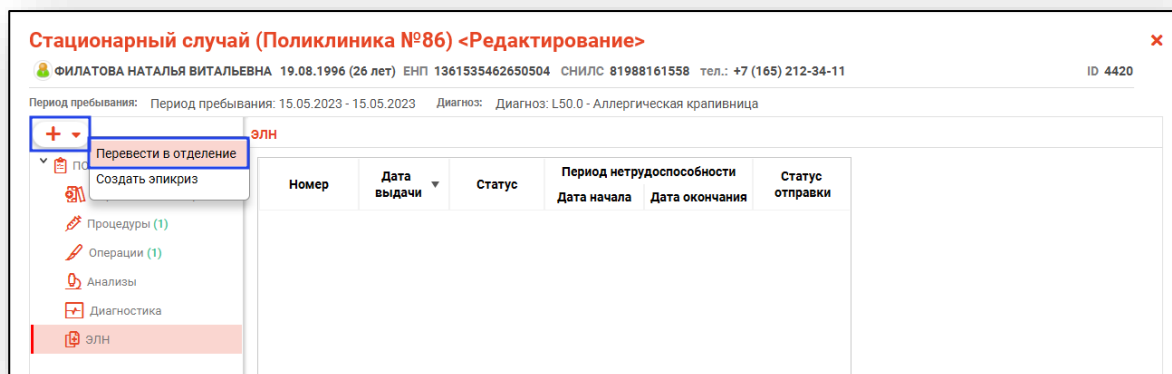 Стационарный случай (Поликлиника №86) <Редактирование>
ФИЛАТОВА НАТАЛЬЯ ВИТАЛЬЕВНА 19.08.1996 (26 лет) ЕНП 1361535462650504 СНИЛС 81988161558 тел.: +7 (165) 212-34-11 ID 4420
Период пребывания: Период пребывания: 15.05.2023 - 15.05.2023 Диагноз: Диагноз: L50.0 - Аллергическая крапивница
Перевести в отделение
Создать эпикриз
Процедуры (1)
Операции (1)
Анализы
Диагностика
ЭЛН
ЭЛН
Номер
Дата выдачи
Статус
Период нетрудоспособности
Дата начала Дата окончания
Статус отправки